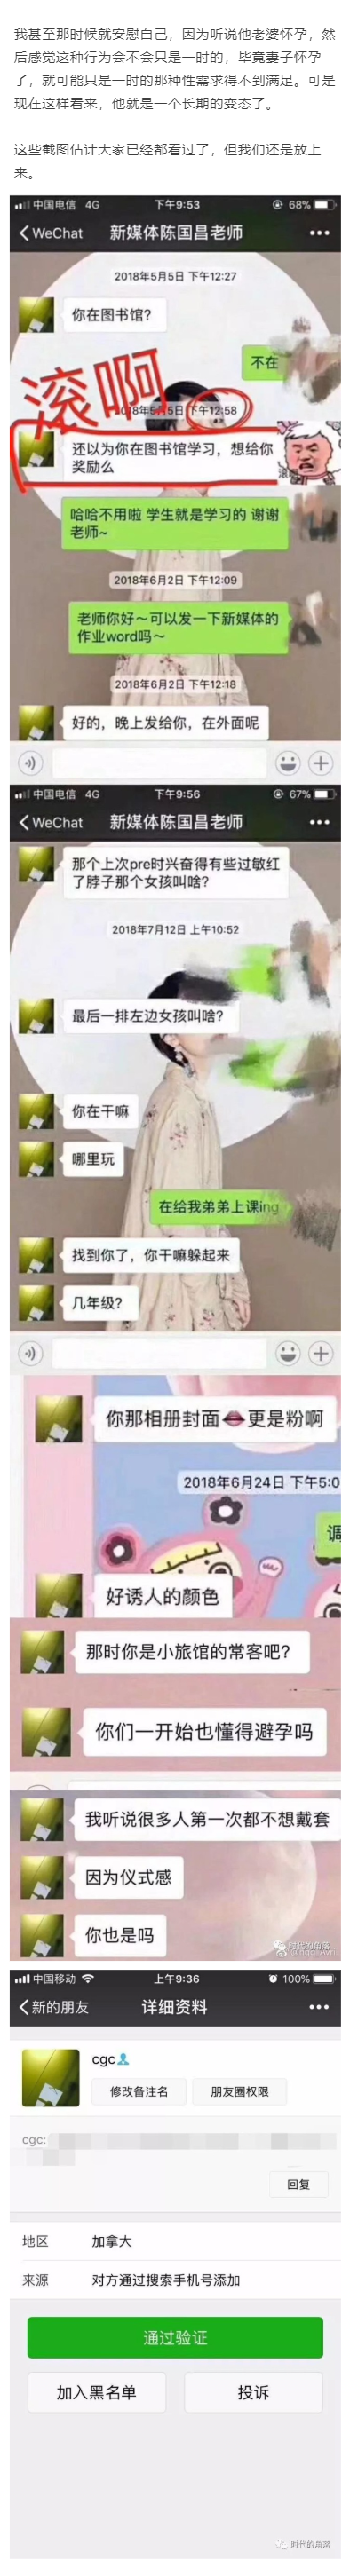 我甚至那时候就安慰自己，因为听说他老婆怀孕，然
后感觉这种行为会不会只是一时的，毕竟妻子怀孕
了，就可能只是一时的那种性需求得不到满足。可是
现在这样看来，他就是一个长期的变态了。
这些截图估计大家已经都看过了，但我们还是放上
来。
中国电信 4G 下午9:53 68%
WeChat 新媒体陈国昌老师
2018年5月5日 下午12:27
你在图书馆?
不在
滚啊
2018年5月5日 下午12:58
还以为你在图书馆学习，想给你
奖励么
哈哈不用啦 学生就是学习的 谢谢
老师~
2018年6月2日 下午12:09
老师你好～可以发一下新媒体的
作业word吗～
2018年6月2日 下午12:18
好的，晚上发给你，在外面呢
中国电信 4G 下午9:56 67%
WeChat 新媒体陈国昌老师
那个上次pre时兴奋得有些过敏红
了脖子那个女孩叫啥?
2018年7月12日 上午10:52
最后一排左边女孩叫啥?
你在干嘛
哪里玩
在给我弟弟上课ing
找到你了，你干嘛躲起来
几年级?
你那相册封面👄更是粉啊
2018年6月24日 下午5:0
调
好诱人的颜色
那时你是小旅馆的常客吧?
你们一开始也懂得避孕吗
我听说很多人第一次都不想戴套
因为仪式感
你也是吗
时代的角落
中国移动 上午9:36 100%
新的朋友 详细资料
cgc
修改备注名 朋友圈权限
cgc:
回复
地区 加拿大
来源 对方通过搜索手机号添加
通过验证
加入黑名单 投诉
时代的角落